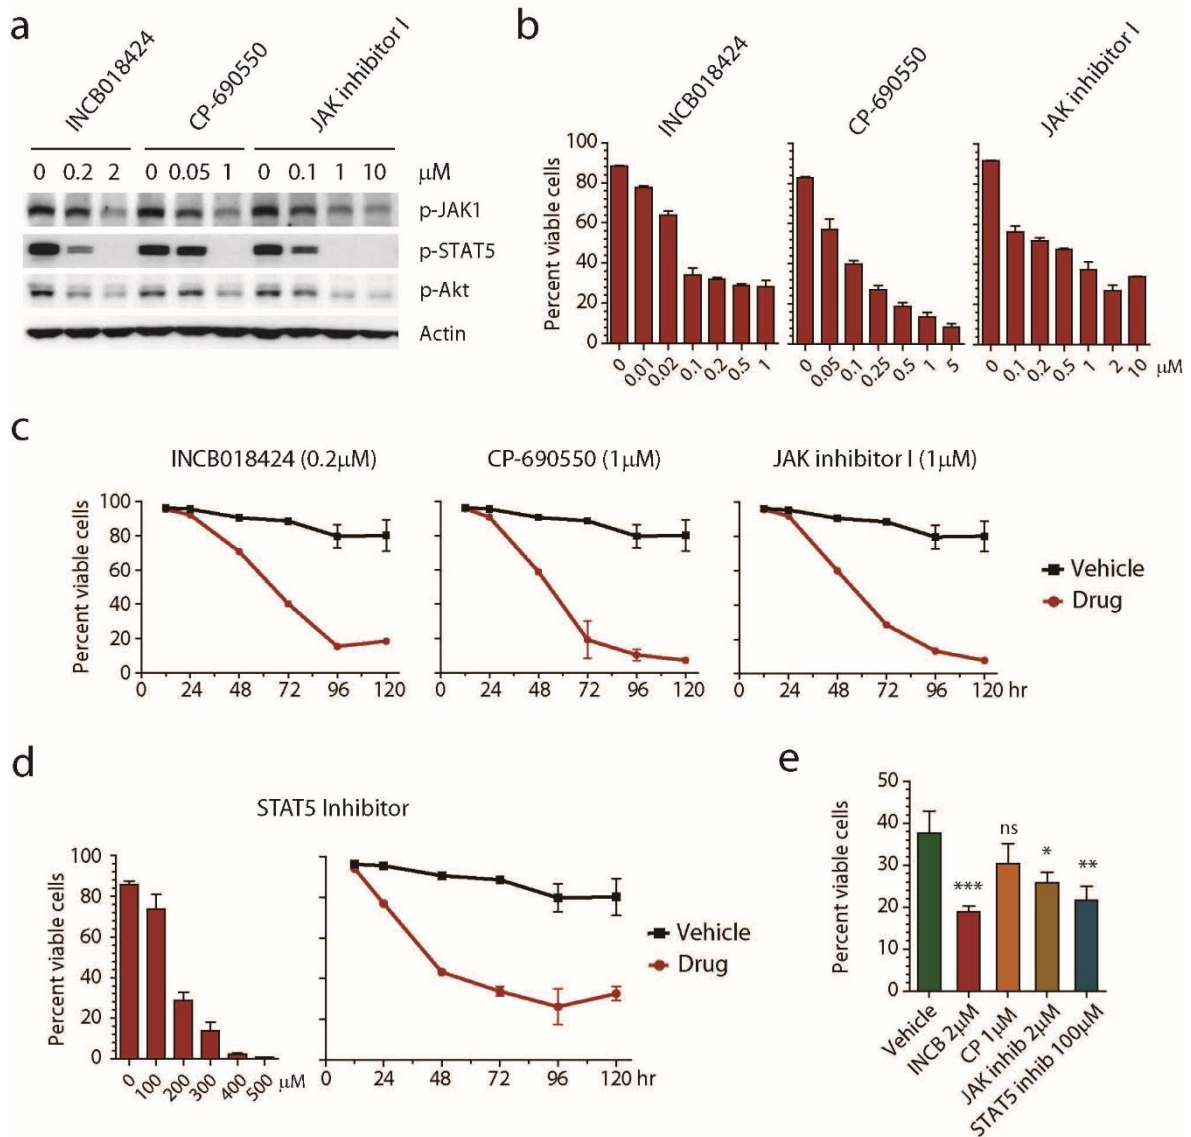 a
INCB018424
CP-690550
JAK inhibitor I
0 0.2 2 0 0.05 1 0 0.1 1 10 μM
p-JAK1
p-STAT5
p-Akt
Actin
b
INCB018424
CP-690550
JAK inhibitor I
Percent viable cells
100
80
60
40
20
0
0 0.01 0.02 0.1 0.2 0.5 1
0 0.05 0.1 0.25 0.5 1 5
0 0.1 0.2 0.5 1 2 10 μM
c
INCB018424 (0.2μM)
CP-690550 (1μM)
JAK inhibitor I (1μM)
Percent viable cells
100
80
60
40
20
0
0 24 48 72 96 120
0 24 48 72 96 120
0 24 48 72 96 120 hr
Vehicle
Drug
d
STAT5 Inhibitor
Percent viable cells
100
80
60
40
20
0
0 100 200 300 400 500 μM
0 24 48 72 96 120 hr
Vehicle
Drug
e
Percent viable cells
50
40
30
20
10
0
***
ns
*
**
Vehicle
INCB 2μM
CP 1μM
JAK inhib 2μM
STAT5 inhib 100μM